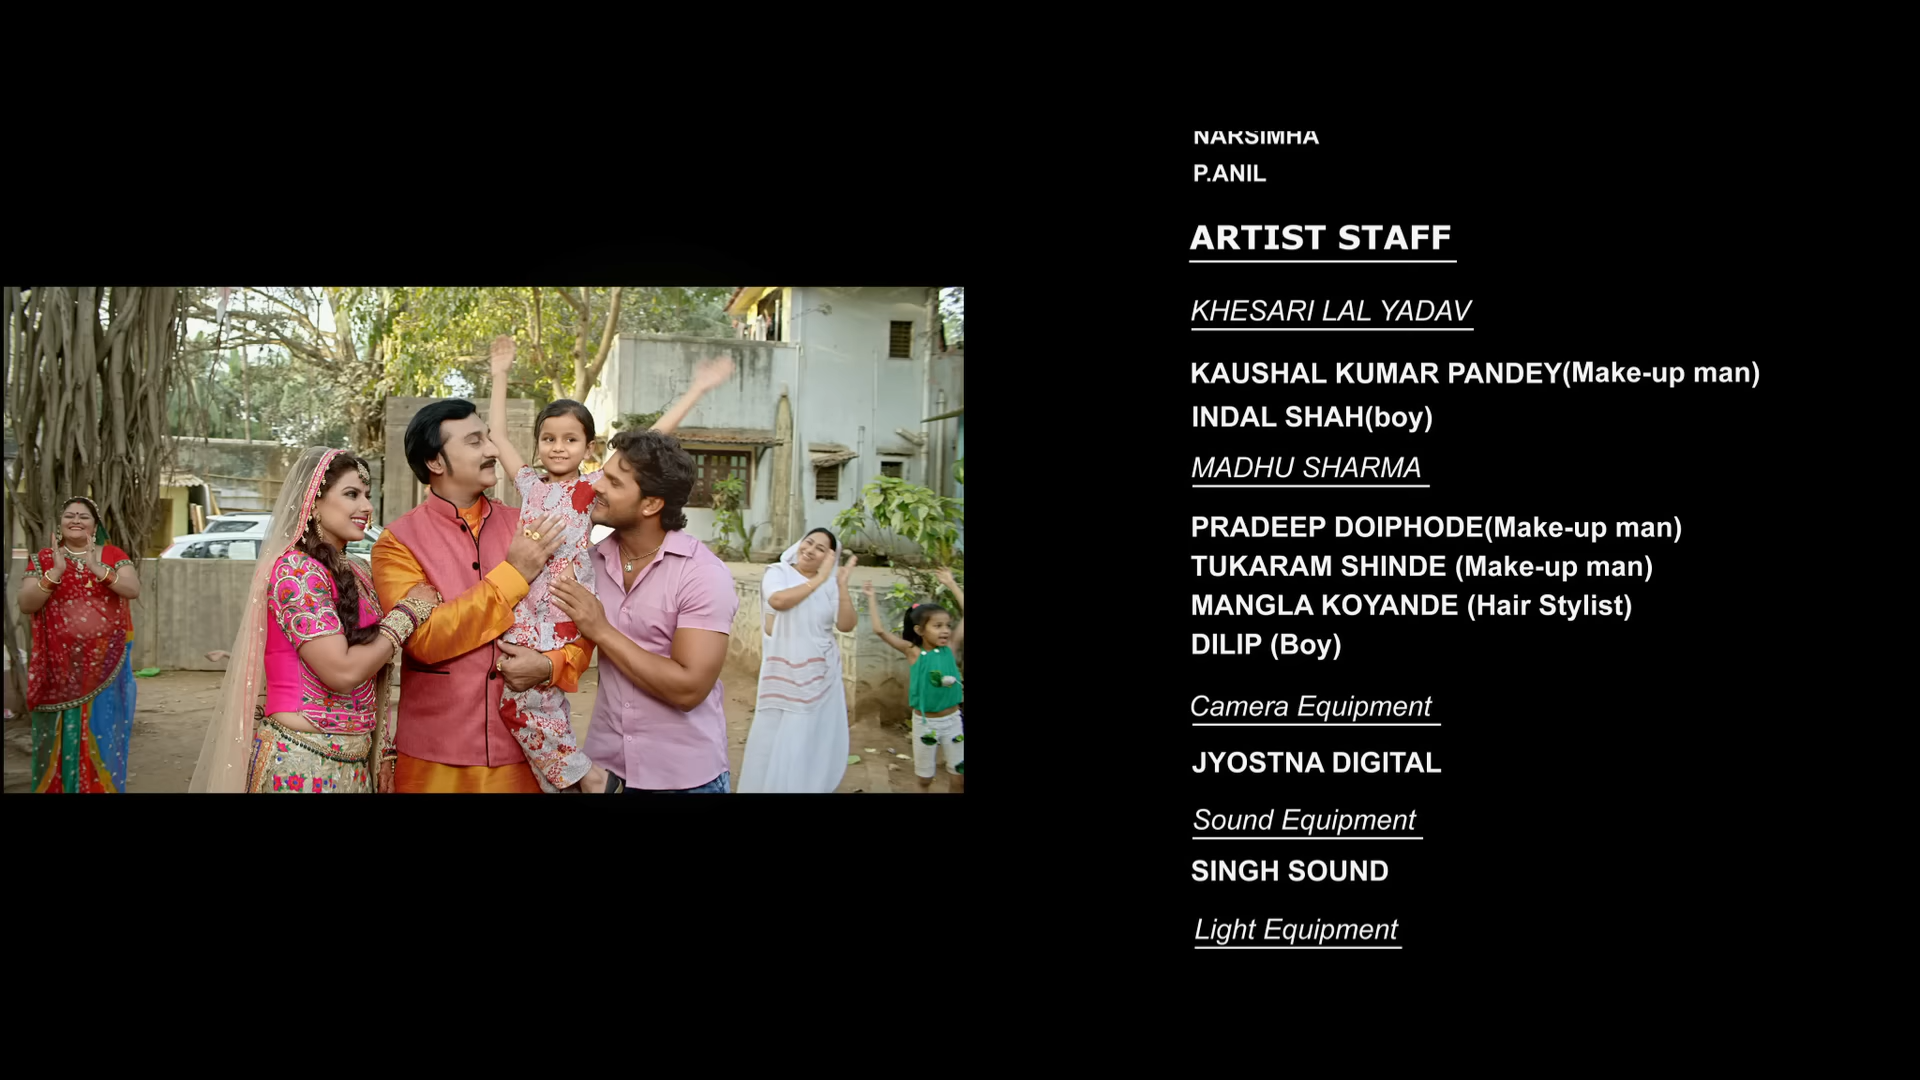 NARSIMHA
P.ANIL
ARTIST STAFF
KHESARI LAL YADAV
KAUSHAL KUMAR PANDEY(Make-up man)
INDAL SHAH(boy)
MADHU SHARMA
PRADEEP DOIPHODE(Make-up man)
TUKARAM SHINDE (Make-up man)
MANGLA KOYANDE (Hair Stylist)
DILIP (Boy)
Camera Equipment
JYOSTNA DIGITAL
Sound Equipment
SINGH SOUND
Light Equipment